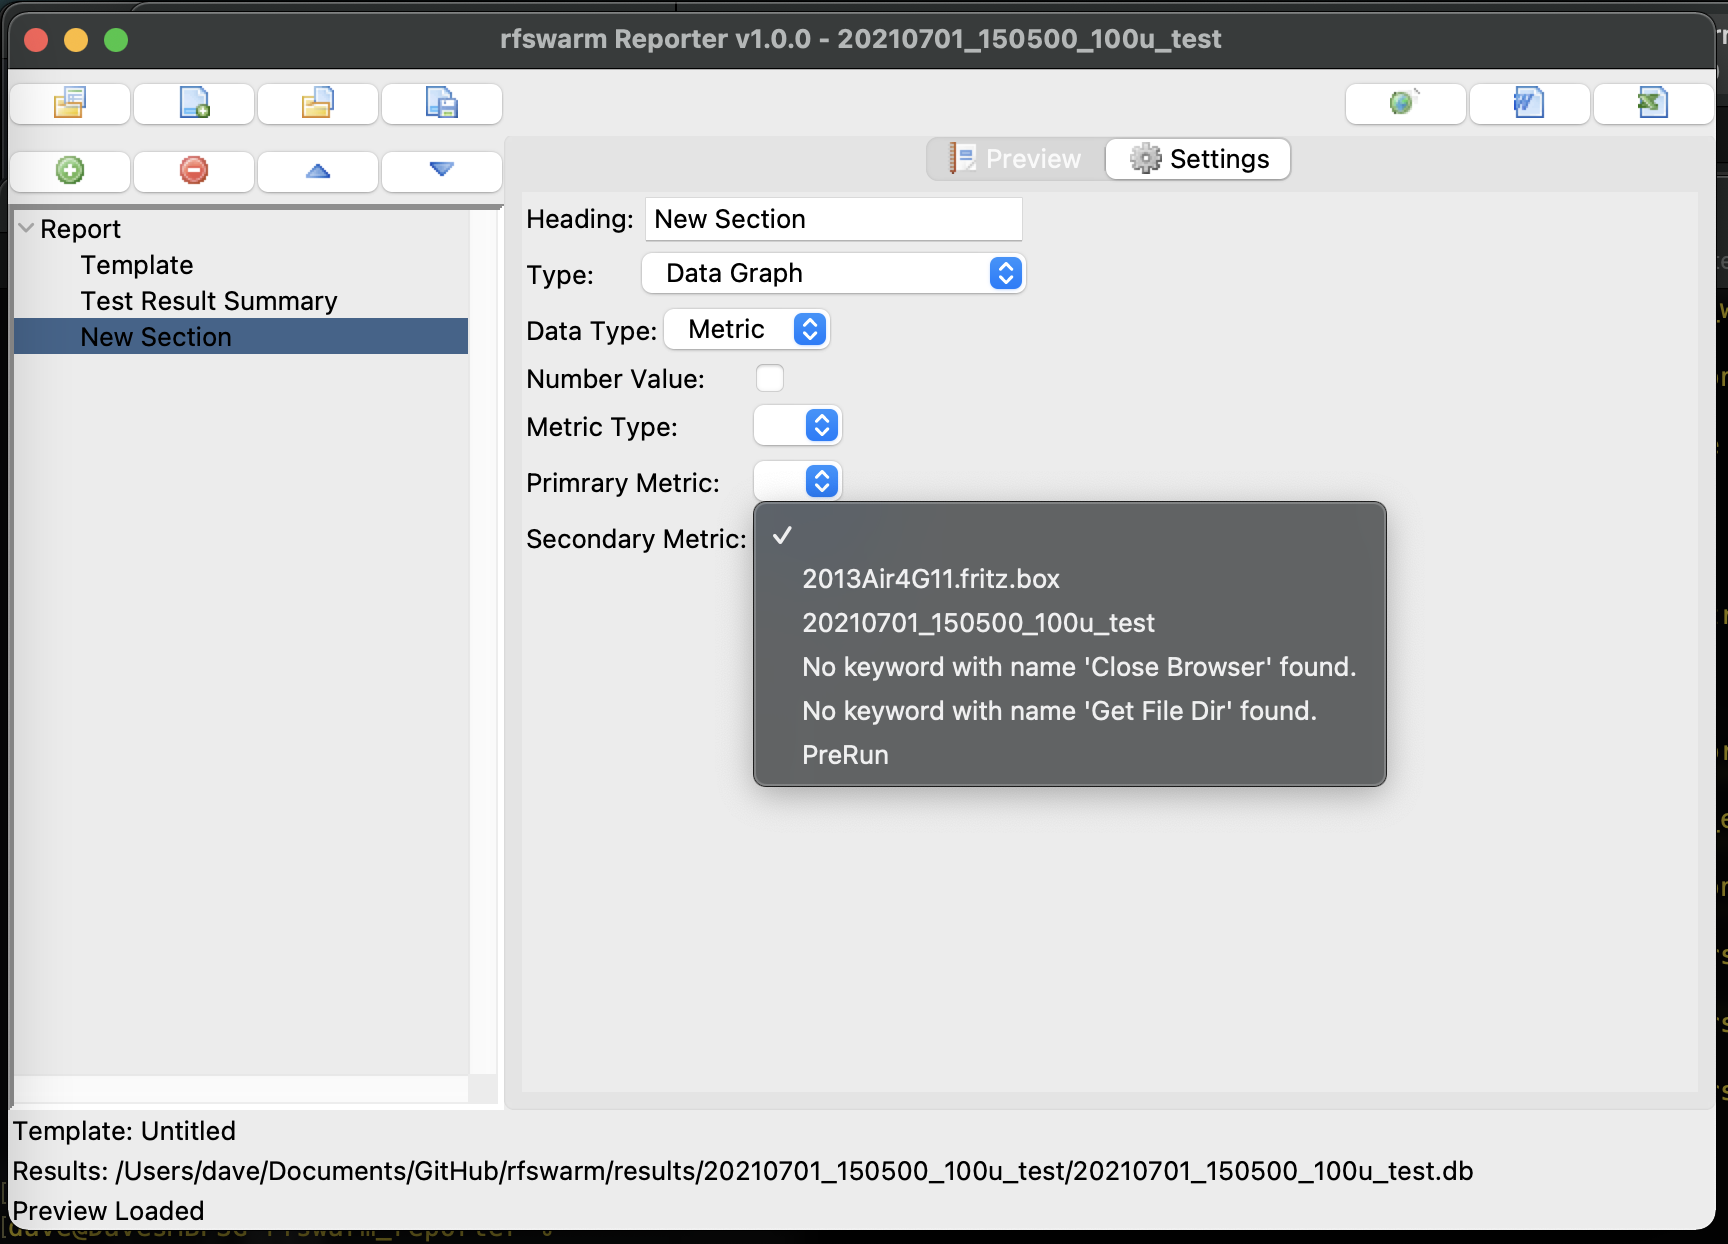 rfswarm Reporter v1.0.0 - 20210701_150500_100u_test
Preview
Settings
Report
Template
Test Result Summary
New Section
Heading: New Section
Type: Data Graph
Data Type: Metric
Number Value:
Metric Type:
Primrary Metric:
Secondary Metric: ✓
2013Air4G11.fritz.box
20210701_150500_100u_test
No keyword with name 'Close Browser' found.
No keyword with name 'Get File Dir' found.
PreRun
Template: Untitled
Results: /Users/dave/Documents/GitHub/rfswarm/results/20210701_150500_100u_test/20210701_150500_100u_test.db
Preview Loaded